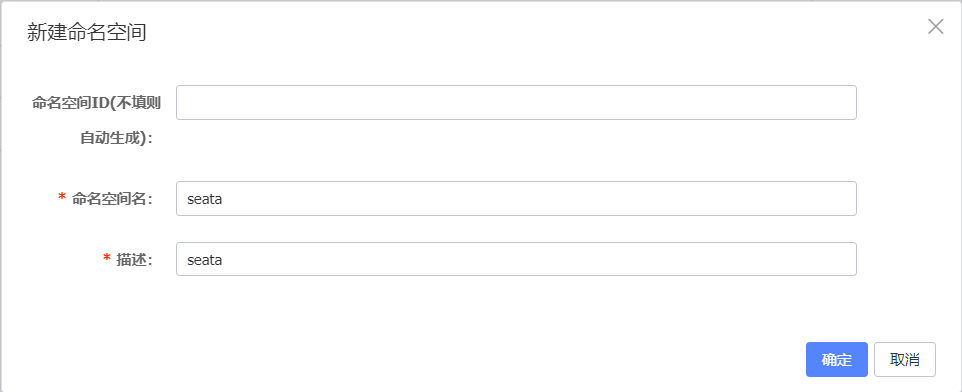 新建命名空间
命名空间ID(不填则
自动生成)：
* 命名空间名：
seata
* 描述：
seata
确定
取消